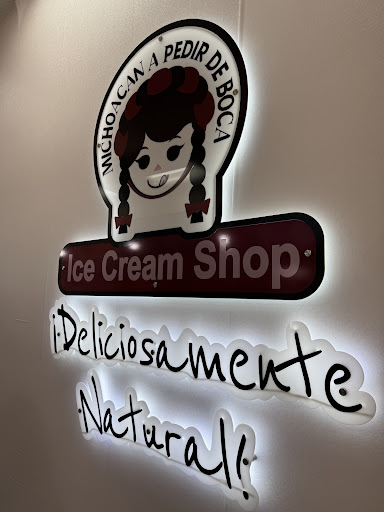 MICHOACAN A PEDIR DE BOCA
Ice Cream Shop
¡Deliciosamente
Natural!